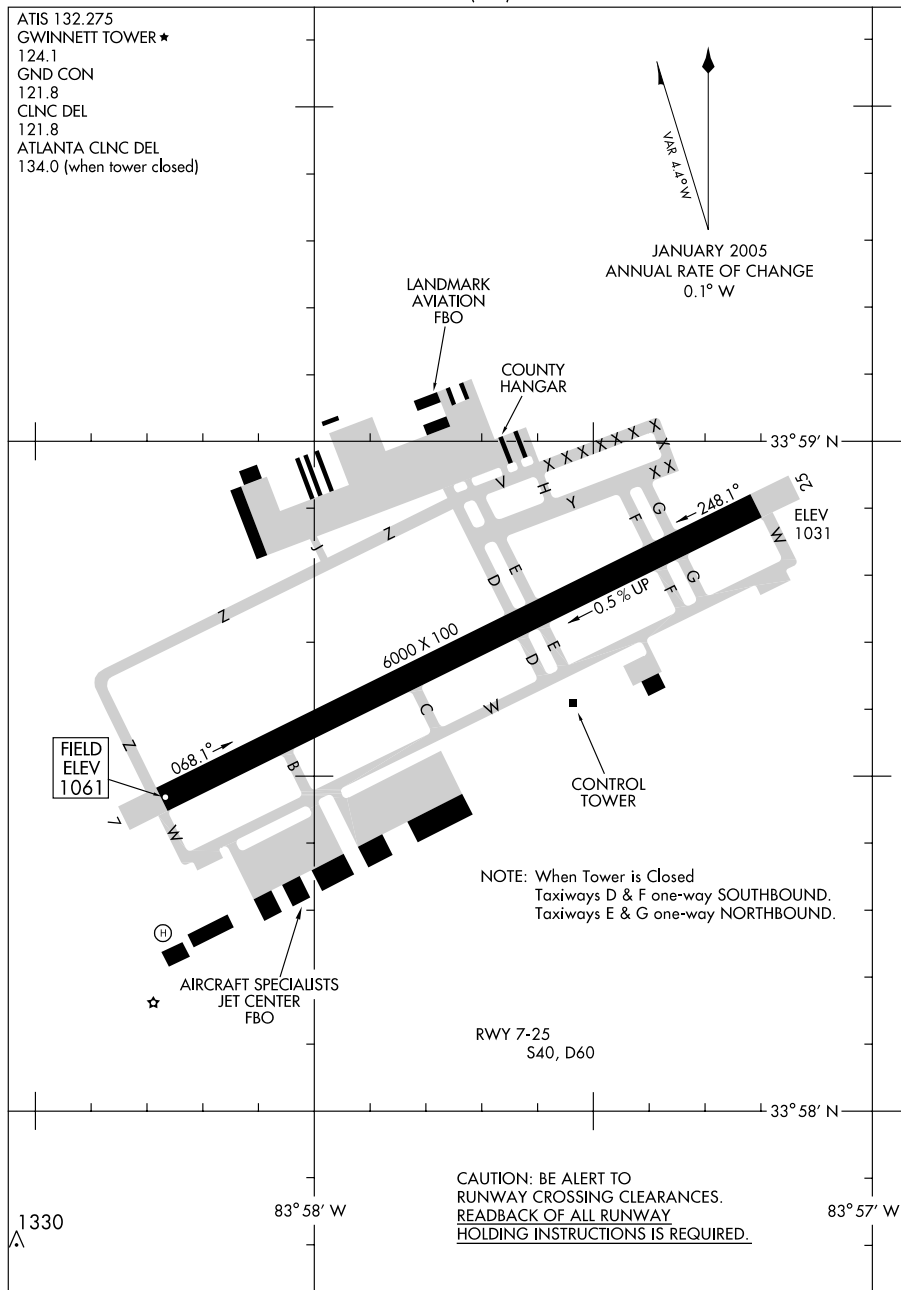 ATIS 132.275
GWINNETT TOWER★
124.1
GND CON
121.8
CLNC DEL
121.8
ATLANTA CLNC DEL
134.0 (when tower closed)
VAR 4.4° W
JANUARY 2005
ANNUAL RATE OF CHANGE
0.1° W
LANDMARK
AVIATION
FBO
COUNTY
HANGAR
33°59' N
X X X X X X X
X
X X
V
H
Y
J
Z
Z
F
G
248.1°
25
ELEV
1031
W
D
E
0.5% UP
F
G
6000 X 100
D
E
Z
C
W
068.1°
B
FIELD
ELEV
1061
7
W
CONTROL
TOWER
NOTE: When Tower is Closed
Taxiways D & F one-way SOUTHBOUND.
Taxiways E & G one-way NORTHBOUND.
H
AIRCRAFT SPECIALISTS
JET CENTER
FBO
RWY 7-25
S40, D60
33°58' N
CAUTION: BE ALERT TO
RUNWAY CROSSING CLEARANCES.
READBACK OF ALL RUNWAY
HOLDING INSTRUCTIONS IS REQUIRED.
1330
83°58' W
83°57' W